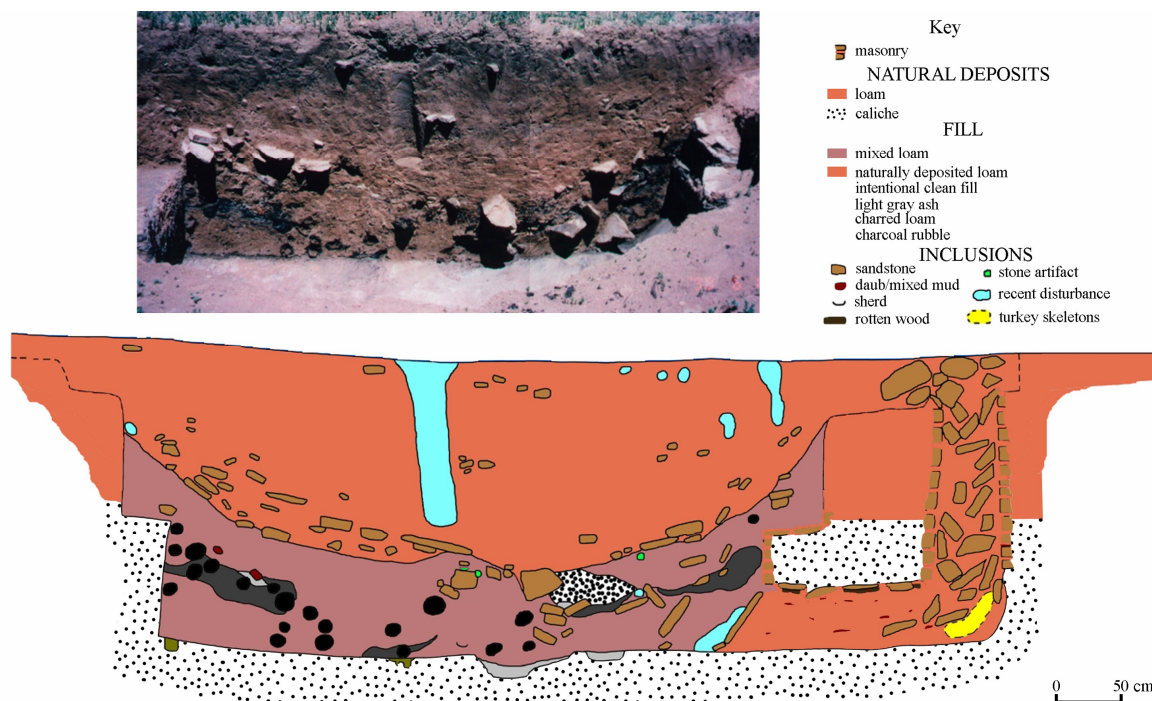 Key
masonry
NATURAL DEPOSITS
loam
caliche
FILL
mixed loam
naturally deposited loam
intentional clean fill
light gray ash
charred loam
charcoal rubble
INCLUSIONS
sandstone
daub/mixed mud
sherd
rotten wood
stone artifact
recent disturbance
turkey skeletons
0 50 cm